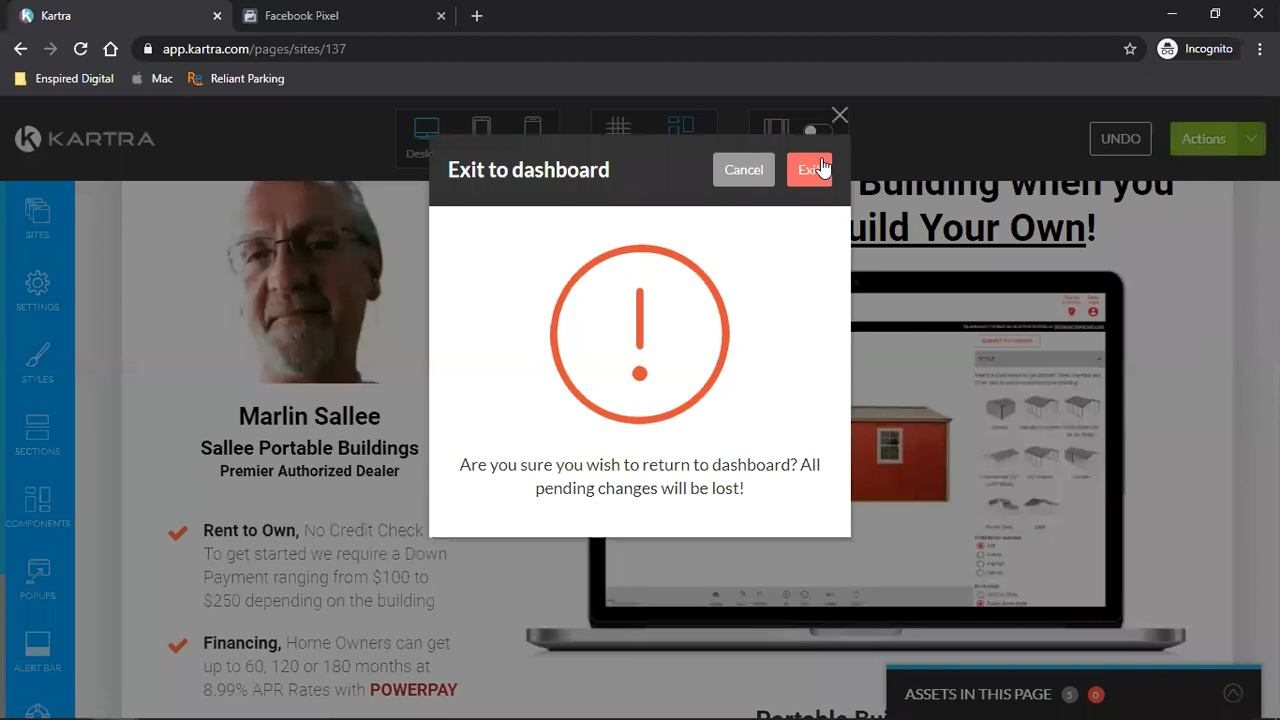 Kartra
Facebook Pixel
app.kartra.com/pages/sites/137
Incognito
Enspired Digital
Mac
Reliant Parking
KARTRA
UNDO
Actions
Exit to dashboard
Cancel
SITES
SETTINGS
STYLES
SECTIONS
COMPONENTS
POPUPS
ALERT BAR
Building when you
uild Your Own!
Are you sure you wish to return to dashboard? All
pending changes will be lost!
Marlin Sallee
Sallee Portable Buildings
Premier Authorized Dealer
Rent to Own, No Credit Check
To get started we require a Down
Payment ranging from $100 to
$250 depending on the building
Financing, Home Owners can get
up to 60, 120 or 180 months at
8.99% APR Rates with POWERPAY
STYLE
ASSETS IN THIS PAGE 5 0